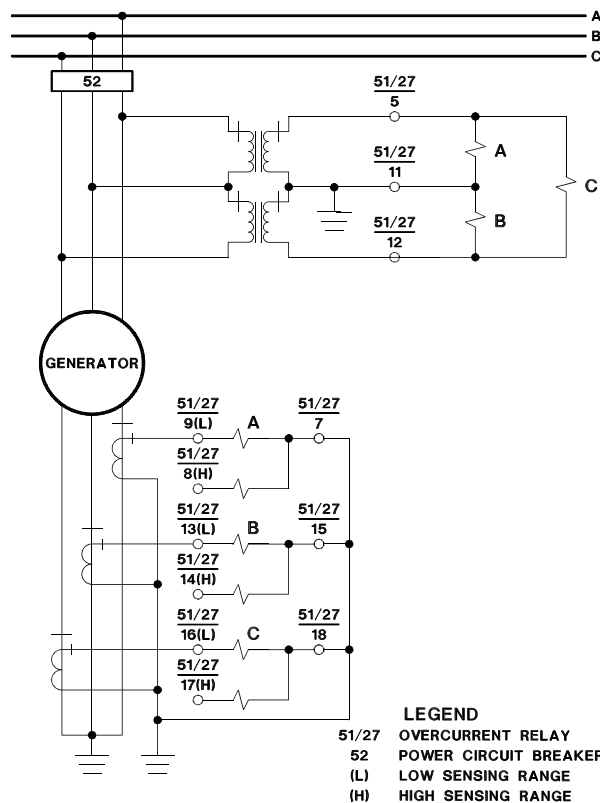 A
B
C
52
51/27
5
51/27
11
51/27
12
A
B
C
GENERATOR
51/27
9(L)
A
51/27
7
51/27
8(H)
51/27
13(L)
B
51/27
15
51/27
14(H)
51/27
16(L)
C
51/27
18
51/27
17(H)
LEGEND
51/27 OVERCURRENT RELAY
52 POWER CIRCUIT BREAKER
(L) LOW SENSING RANGE
(H) HIGH SENSING RANGE